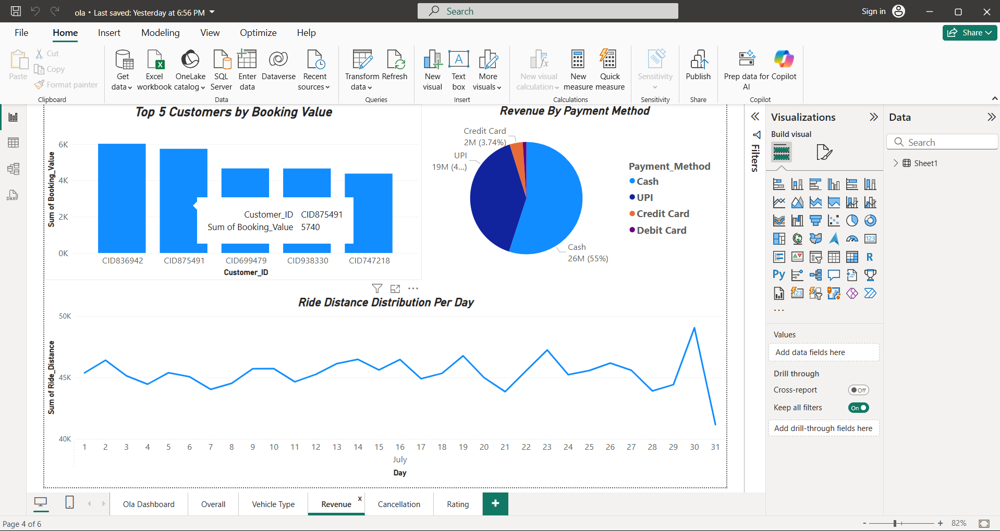 ola • Last saved: Yesterday at 6:56 PM
Search
Sign in
File Home Insert Modeling View Optimize Help
Share
Paste
Cut
Copy
Format painter
Clipboard
Get data
Excel workbook
OneLake catalog
SQL Server
Enter data
Dataverse
Recent sources
Data
Transform data
Refresh
Queries
New visual
Text box
More visuals
Insert
New visual calculation
New measure
Quick measure
Calculations
Sensitivity
Sensitivity
Publish
Share
Prep data for AI
Copilot
Copilot
Top 5 Customers by Booking Value
Sum of Booking_Value
6K
4K
2K
0K
Customer_ID CID875491
Sum of Booking_Value 5740
CID836942 CID875491 CID699479 CID938330 CID747218
Customer_ID
Revenue By Payment Method
Credit Card
2M (3.74%)
UPI
19M (4...)
Cash
26M (55%)
Payment_Method
Cash
UPI
Credit Card
Debit Card
Ride Distance Distribution Per Day
Sum of Ride_Distance
50K
45K
40K
1 2 3 4 5 6 7 8 9 10 11 12 13 14 15 16 17 18 19 20 21 22 23 24 25 26 27 28 29 30 31
July
Day
Filters
Visualizations
Build visual
123
R
Py
123
...
Values
Add data fields here
Drill through
Cross-report
Off
Keep all filters
On
Add drill-through fields here
Data
Search
Sheet1
DAX
Ola Dashboard Overall Vehicle Type Revenue x Cancellation Rating +
Page 4 of 6
- + 82%